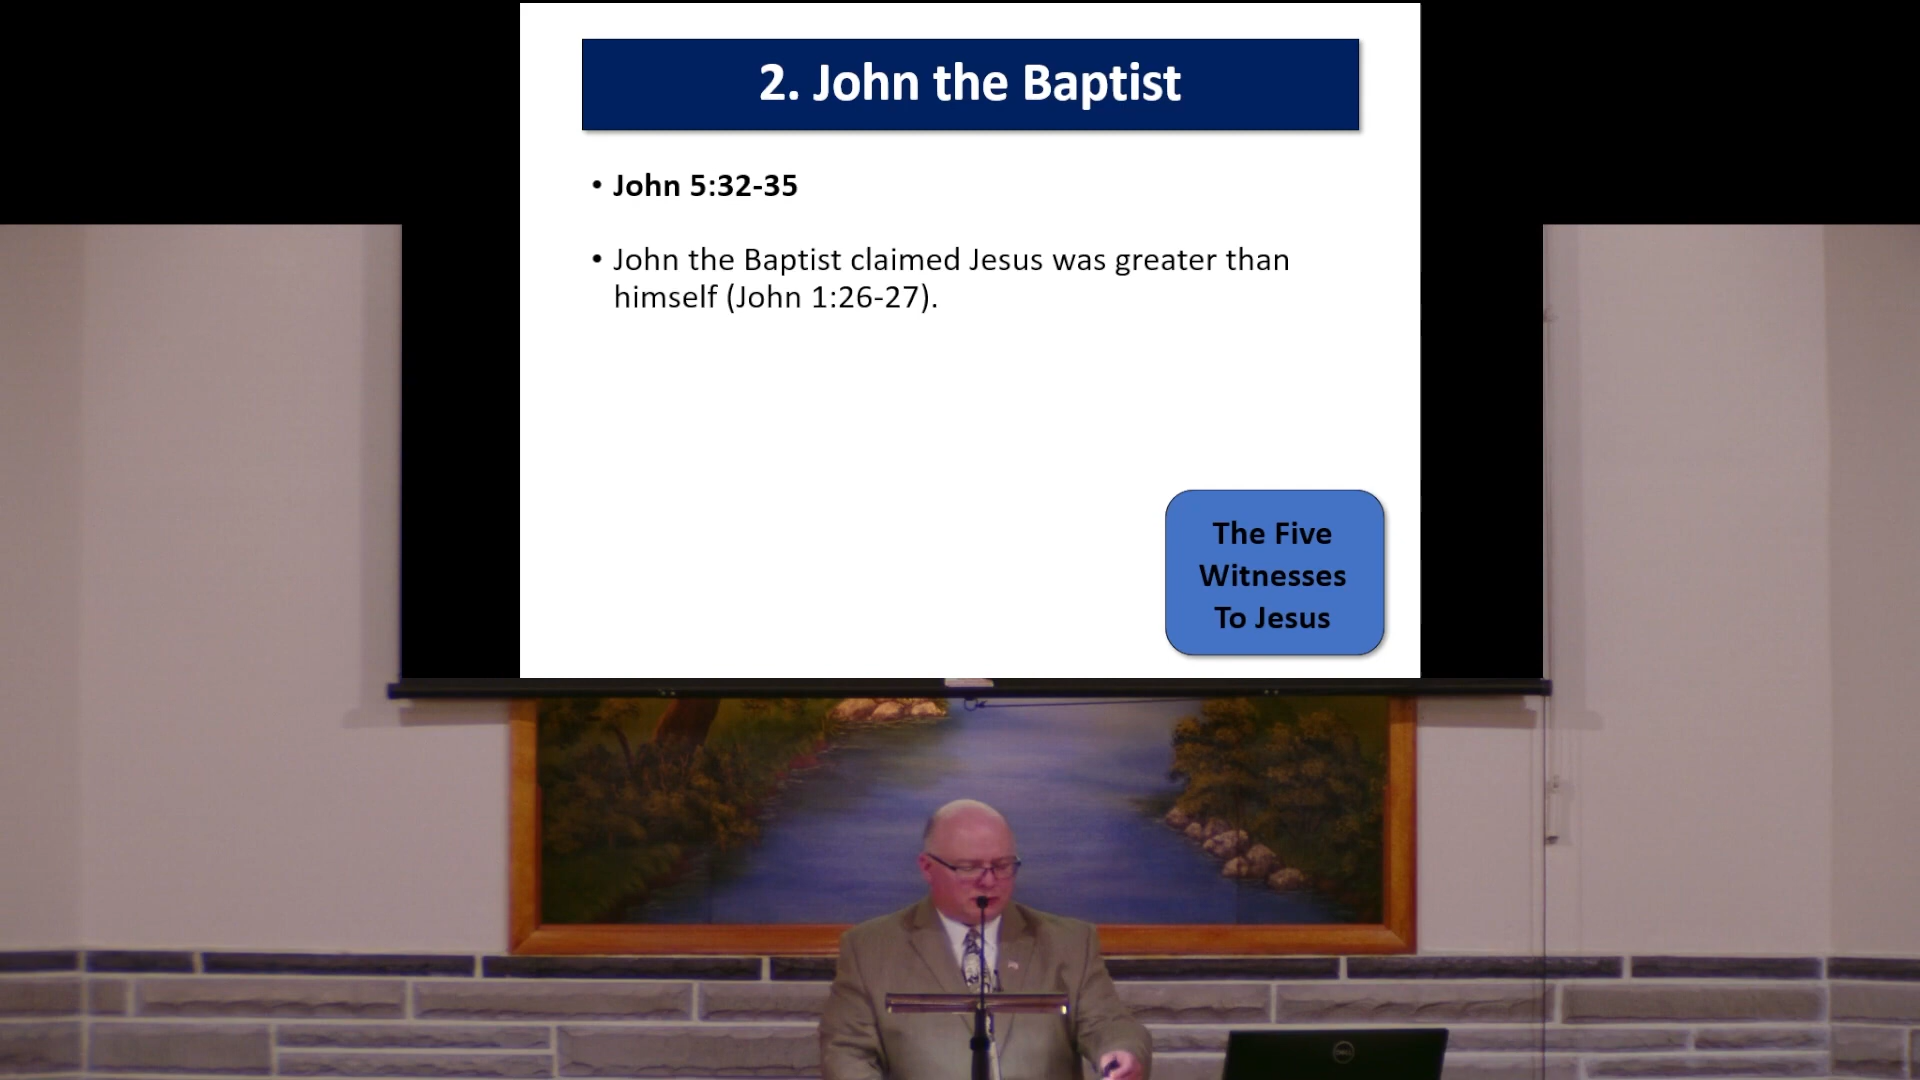 2. John the Baptist
• John 5:32-35
• John the Baptist claimed Jesus was greater than
himself (John 1:26-27).
The Five
Witnesses
To Jesus
DELL